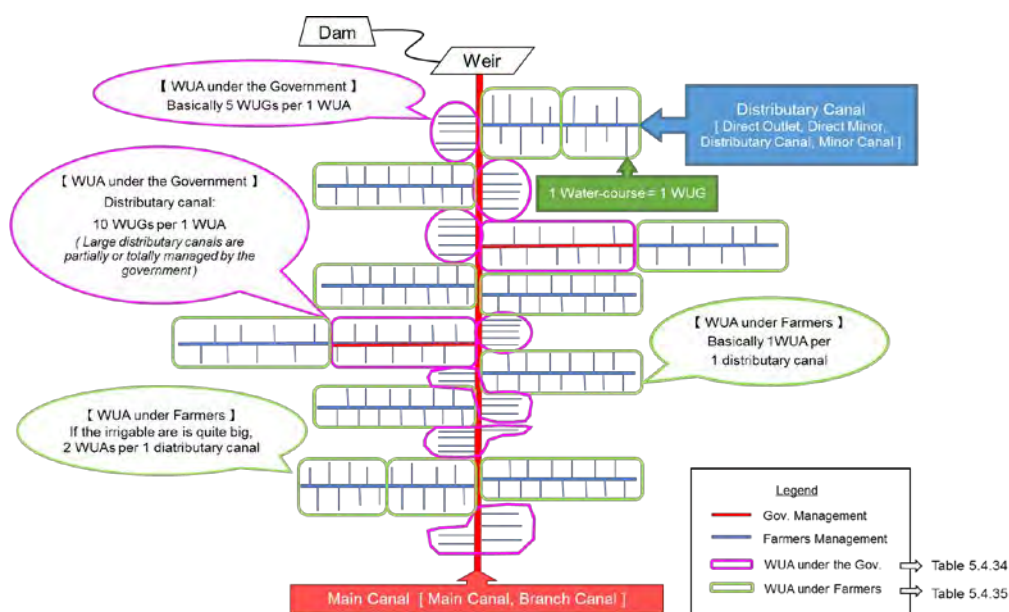 Dam
Weir
【 WUA under the Government 】
Basically 5 WUGs per 1 WUA
Distributary Canal
[ Direct Outlet, Direct Minor,
Distributary Canal, Minor Canal ]
1 Water-course = 1 WUG
【 WUA under the Government 】
Distributary canal:
10 WUGs per 1 WUA
( Large distributary canals are
partially or totally managed by the
government )
【 WUA under Farmers 】
Basically 1WUA per
1 distributary canal
【 WUA under Farmers 】
If the irrigable are is quite big,
2 WUAs per 1 diatributary canal
Legend
Gov. Management
Farmers Management
WUA under the Gov.
Table 5.4.34
WUA under Farmers
Table 5.4.35
Main Canal [ Main Canal, Branch Canal ]